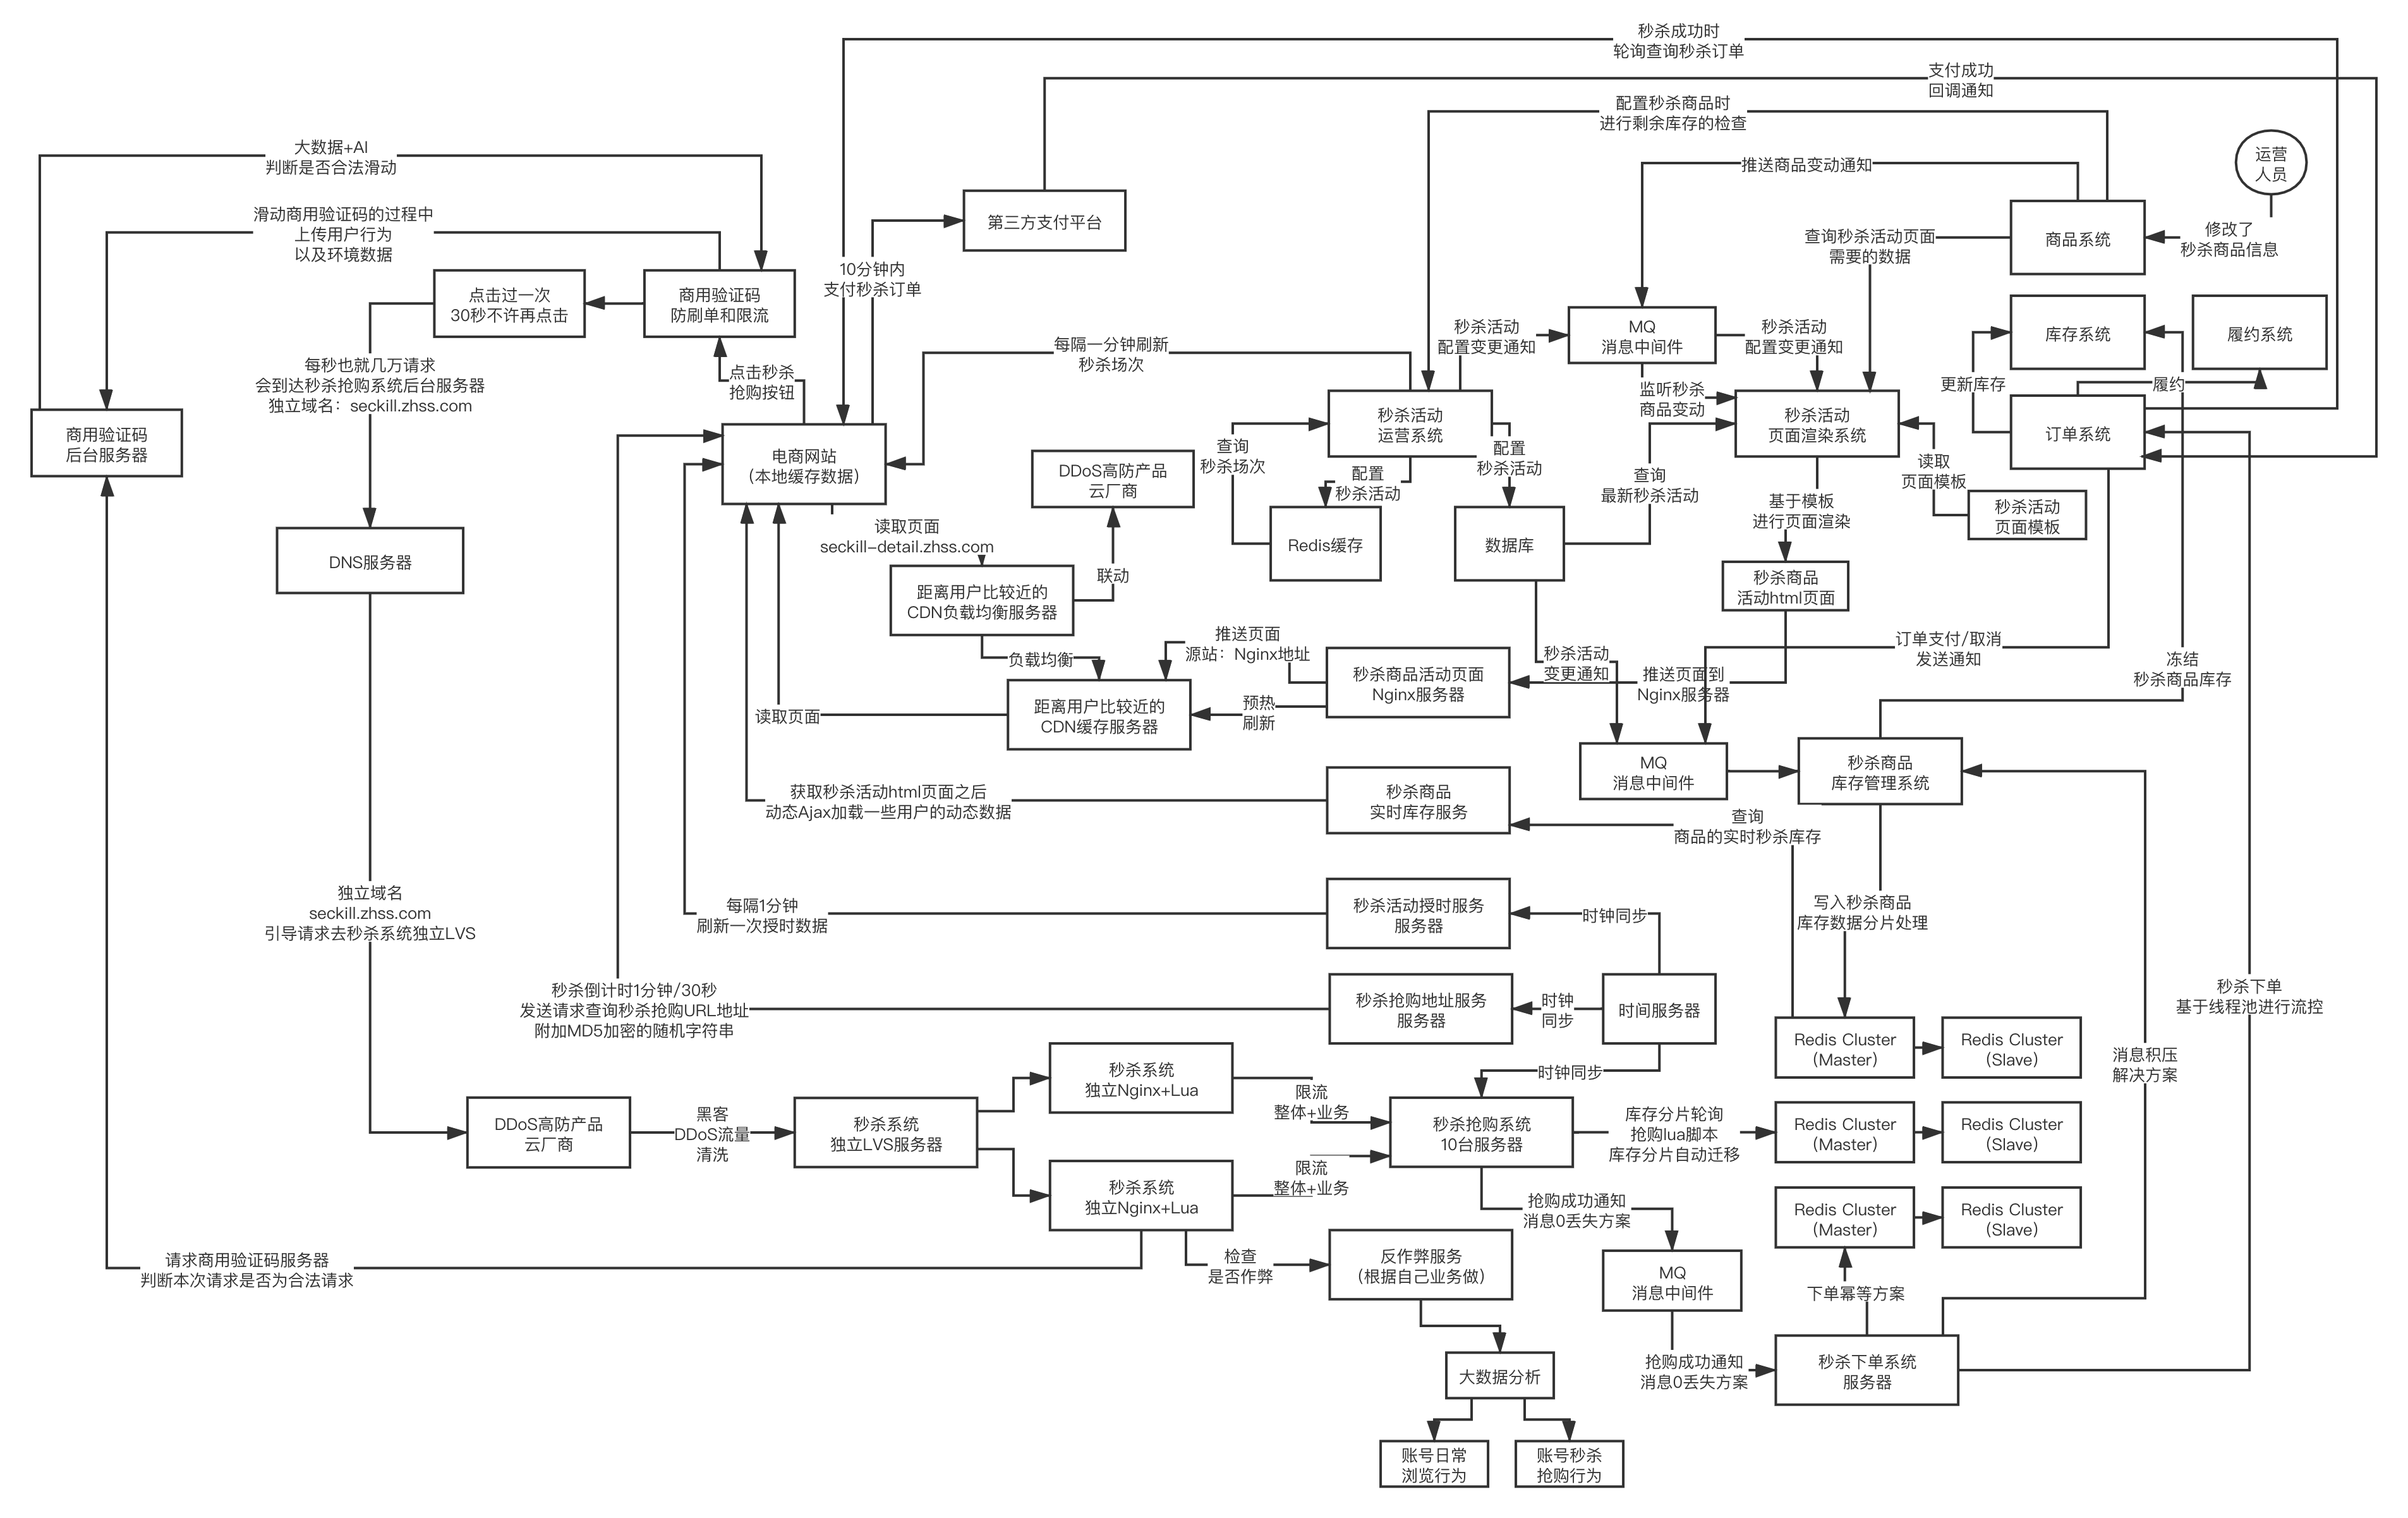 秒杀成功时
轮询查询秒杀订单
支付成功
回调通知
配置秒杀商品时
进行剩余库存的检查
大数据+AI
判断是否合法滑动
推送商品变动通知
运营
人员
滑动商用验证码的过程中
上传用户行为
以及环境数据
第三方支付平台
查询秒杀活动页面
需要的数据
商品系统
修改了
秒杀商品信息
10分钟内
支付秒杀订单
点击过一次
30秒不许再点击
商用验证码
防刷单和限流
每隔一分钟刷新
秒杀场次
秒杀活动
配置变更通知
MQ
消息中间件
秒杀活动
配置变更通知
库存系统
履约系统
每秒也就几万请求
会到达秒杀抢购系统后台服务器
独立域名：seckill.zhss.com
点击秒杀
抢购按钮
监听秒杀
商品变动
更新库存
履约
商用验证码
后台服务器
电商网站
（本地缓存数据）
秒杀活动
运营系统
秒杀活动
页面渲染系统
订单系统
查询
秒杀场次
配置
秒杀活动
配置
秒杀活动
查询
最新秒杀活动
读取
页面模板
DDoS高防产品
云厂商
基于模板
进行页面渲染
秒杀活动
页面模板
读取页面
seckill-detail.zhss.com
Redis缓存
数据库
DNS服务器
联动
距离用户比较近的
CDN负载均衡服务器
秒杀商品
活动html页面
推送页面
源站：Nginx地址
负载均衡
秒杀活动
变更通知
订单支付/取消
发送通知
冻结
秒杀商品库存
秒杀商品活动页面
Nginx服务器
推送页面到
Nginx服务器
读取页面
距离用户比较近的
CDN缓存服务器
预热
刷新
MQ
消息中间件
秒杀商品
库存管理系统
获取秒杀活动html页面之后
动态Ajax加载一些用户的动态数据
秒杀商品
实时库存服务
查询
商品的实时秒杀库存
独立域名
seckill.zhss.com
引导请求去秒杀系统独立LVS
每隔1分钟
刷新一次授时数据
秒杀活动授时服务
服务器
时钟同步
写入秒杀商品
库存数据分片处理
秒杀倒计时1分钟/30秒
发送请求查询秒杀抢购URL地址
附加MD5加密的随机字符串
秒杀抢购地址服务
服务器
时钟
同步
时间服务器
秒杀下单
基于线程池进行流控
Redis Cluster
（Master）
Redis Cluster
（Slave）
消息积压
解决方案
时钟同步
秒杀系统
独立Nginx+Lua
限流
整体+业务
DDoS高防产品
云厂商
黑客
DDoS流量
清洗
秒杀系统
独立LVS服务器
秒杀抢购系统
10台服务器
库存分片轮询
抢购lua脚本
库存分片自动迁移
Redis Cluster
（Master）
Redis Cluster
（Slave）
秒杀系统
独立Nginx+Lua
限流
整体+业务
抢购成功通知
消息0丢失方案
Redis Cluster
（Master）
Redis Cluster
（Slave）
请求商用验证码服务器
判断本次请求是否为合法请求
检查
是否作弊
反作弊服务
（根据自己业务做）
MQ
消息中间件
下单幂等方案
抢购成功通知
消息0丢失方案
秒杀下单系统
服务器
大数据分析
账号日常
浏览行为
账号秒杀
抢购行为